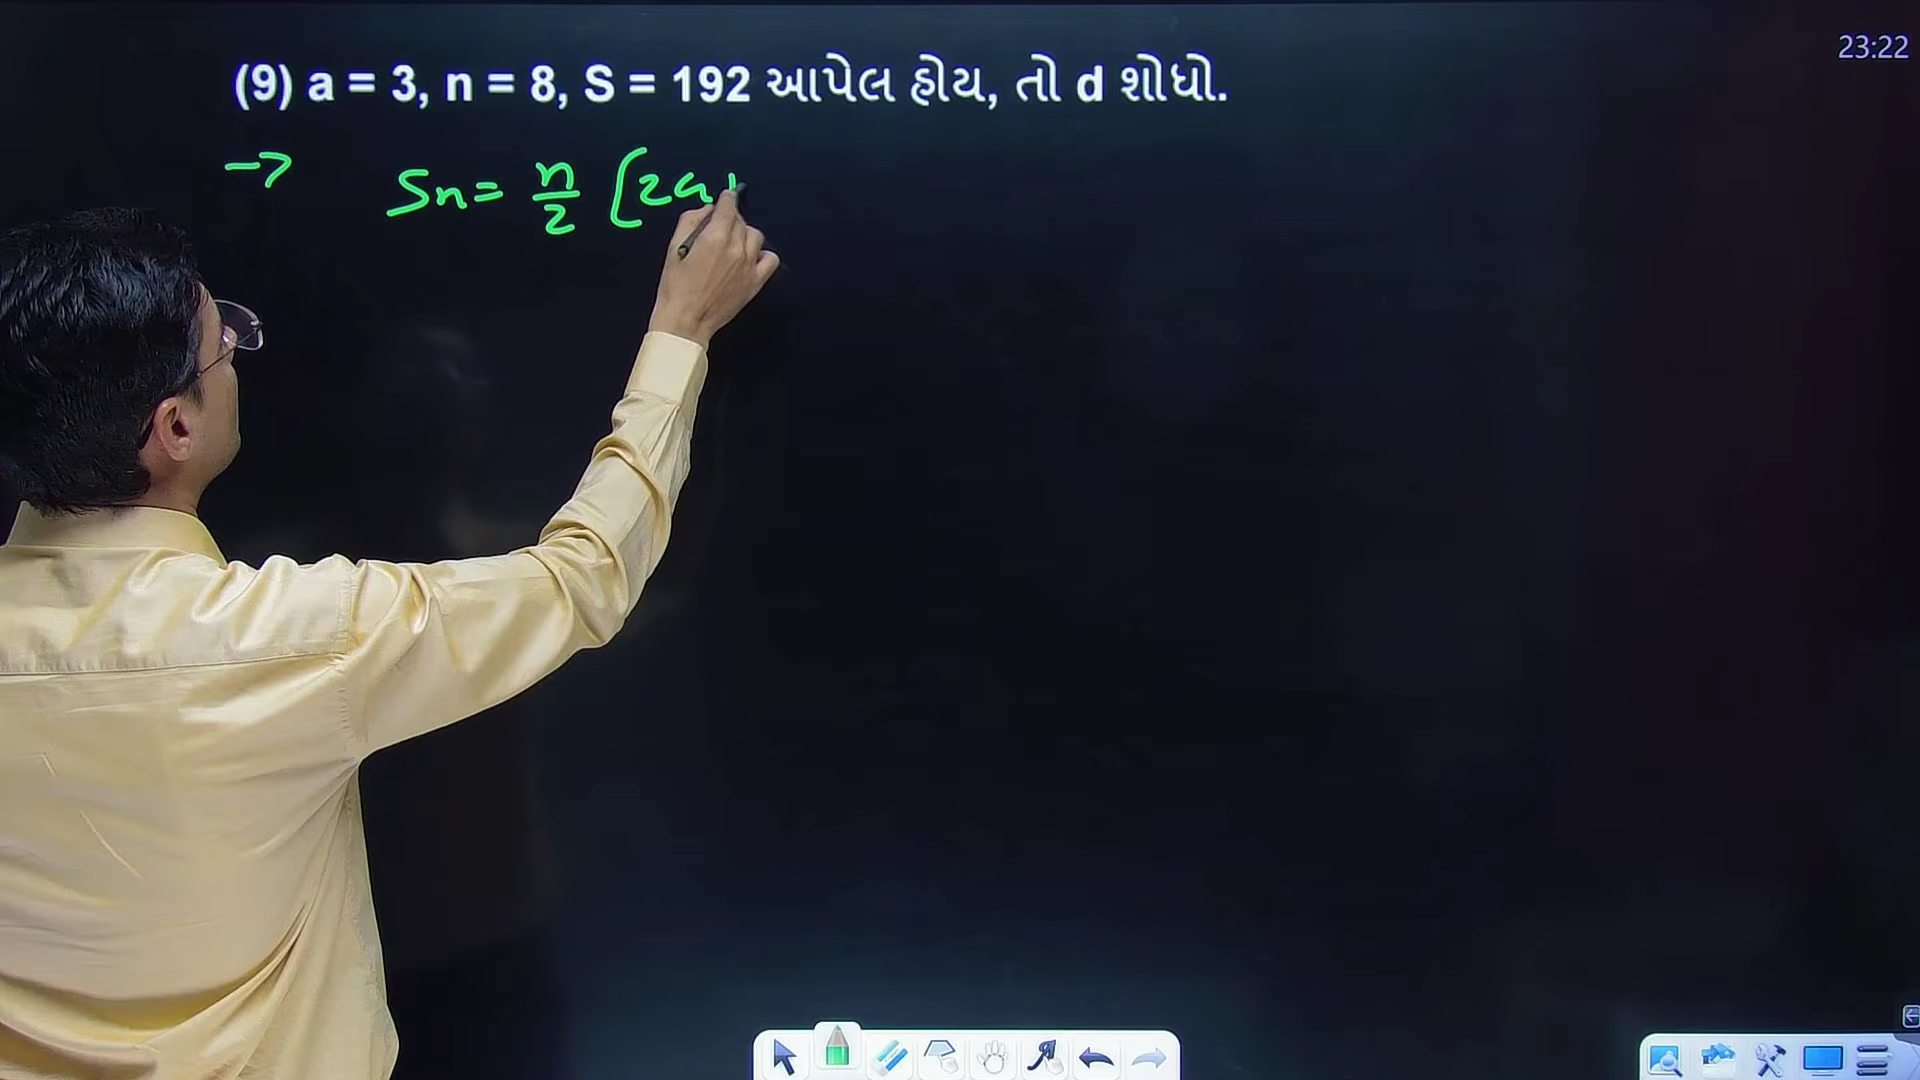 23:22
(9) a = 3, n = 8, S = 192 આપેલ હોય, તો d શોધો.
→ Sn = n/2 [2a